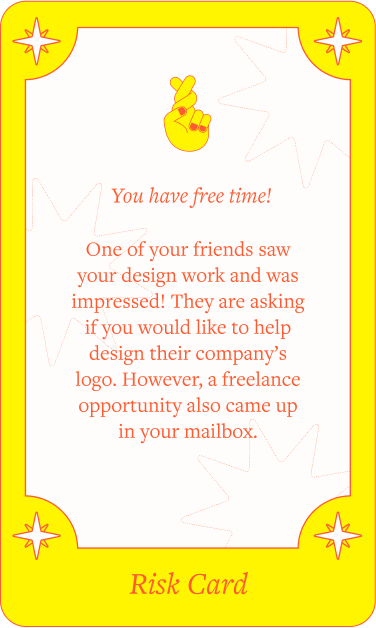 You have free time!
One of your friends saw
your design work and was
impressed! They are asking
if you would like to help
design their company’s
logo. However, a freelance
opportunity also came up
in your mailbox.
Risk Card